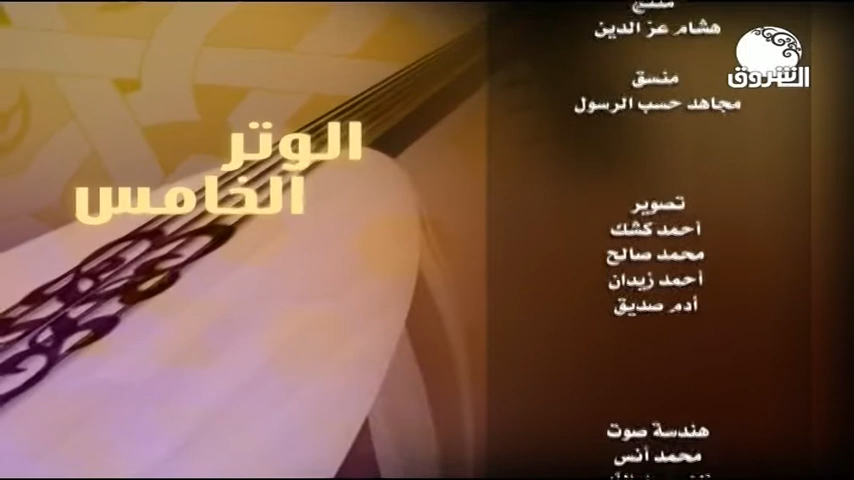 الشروق
الوتر
الخامس
هشام عز الدين
منسق
مجاهد حسب الرسول
تصوير
أحمد كشك
محمد صالح
أحمد زيدان
أدم صديق
هندسة صوت
محمد أنس